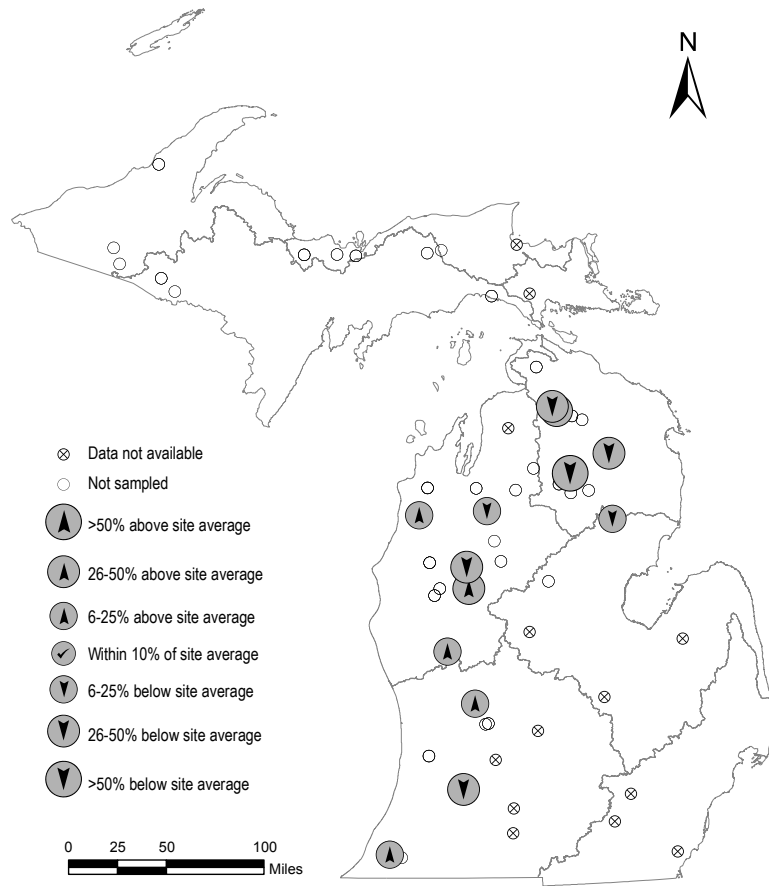 N
Data not available
Not sampled
>50% above site average
26-50% above site average
6-25% above site average
Within 10% of site average
6-25% below site average
26-50% below site average
>50% below site average
0 25 50 100
Miles